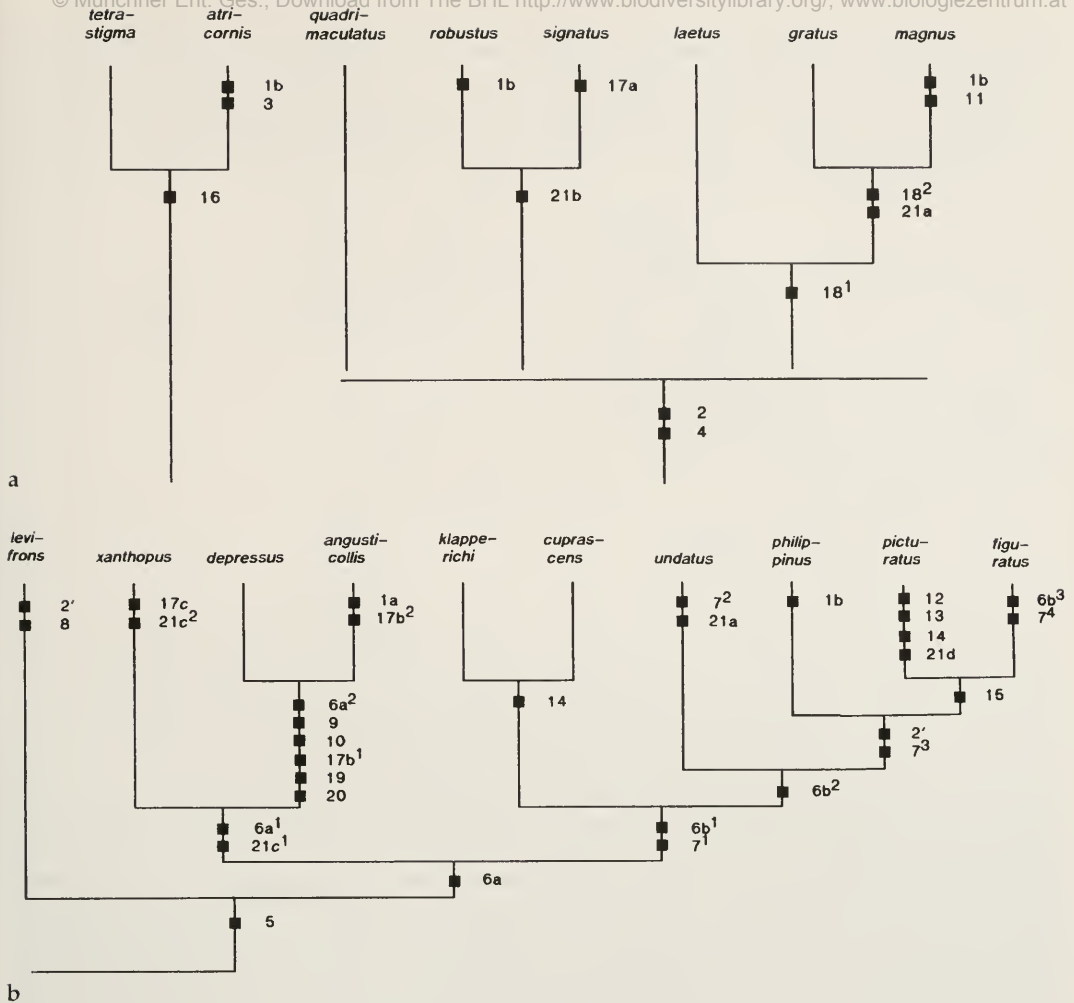 © Münchner Ent. Ges., Download from The BHL http://www.biodiversitylibrary.org/; www.biologiezentrum.at
tetra–
stigma
atri–
cornis
quadri–
maculatus
robustus
signatus
laetus
gratus
magnus
1b
3
1b
17a
1b
11
16
21b
18²
21a
18¹
2
4
a
levi–
frons
xanthopus
depressus
angusti–
collis
klappe–
richi
cupras–
cens
undatus
philip–
pinus
pictu–
ratus
figu–
ratus
2'
8
17c
21c²
1a
17b²
7²
21a
1b
12
13
14
21d
6b³
7⁴
6a²
9
10
17b¹
19
20
14
15
2'
7³
6b²
6a¹
21c¹
6b¹
7¹
6a
5
b